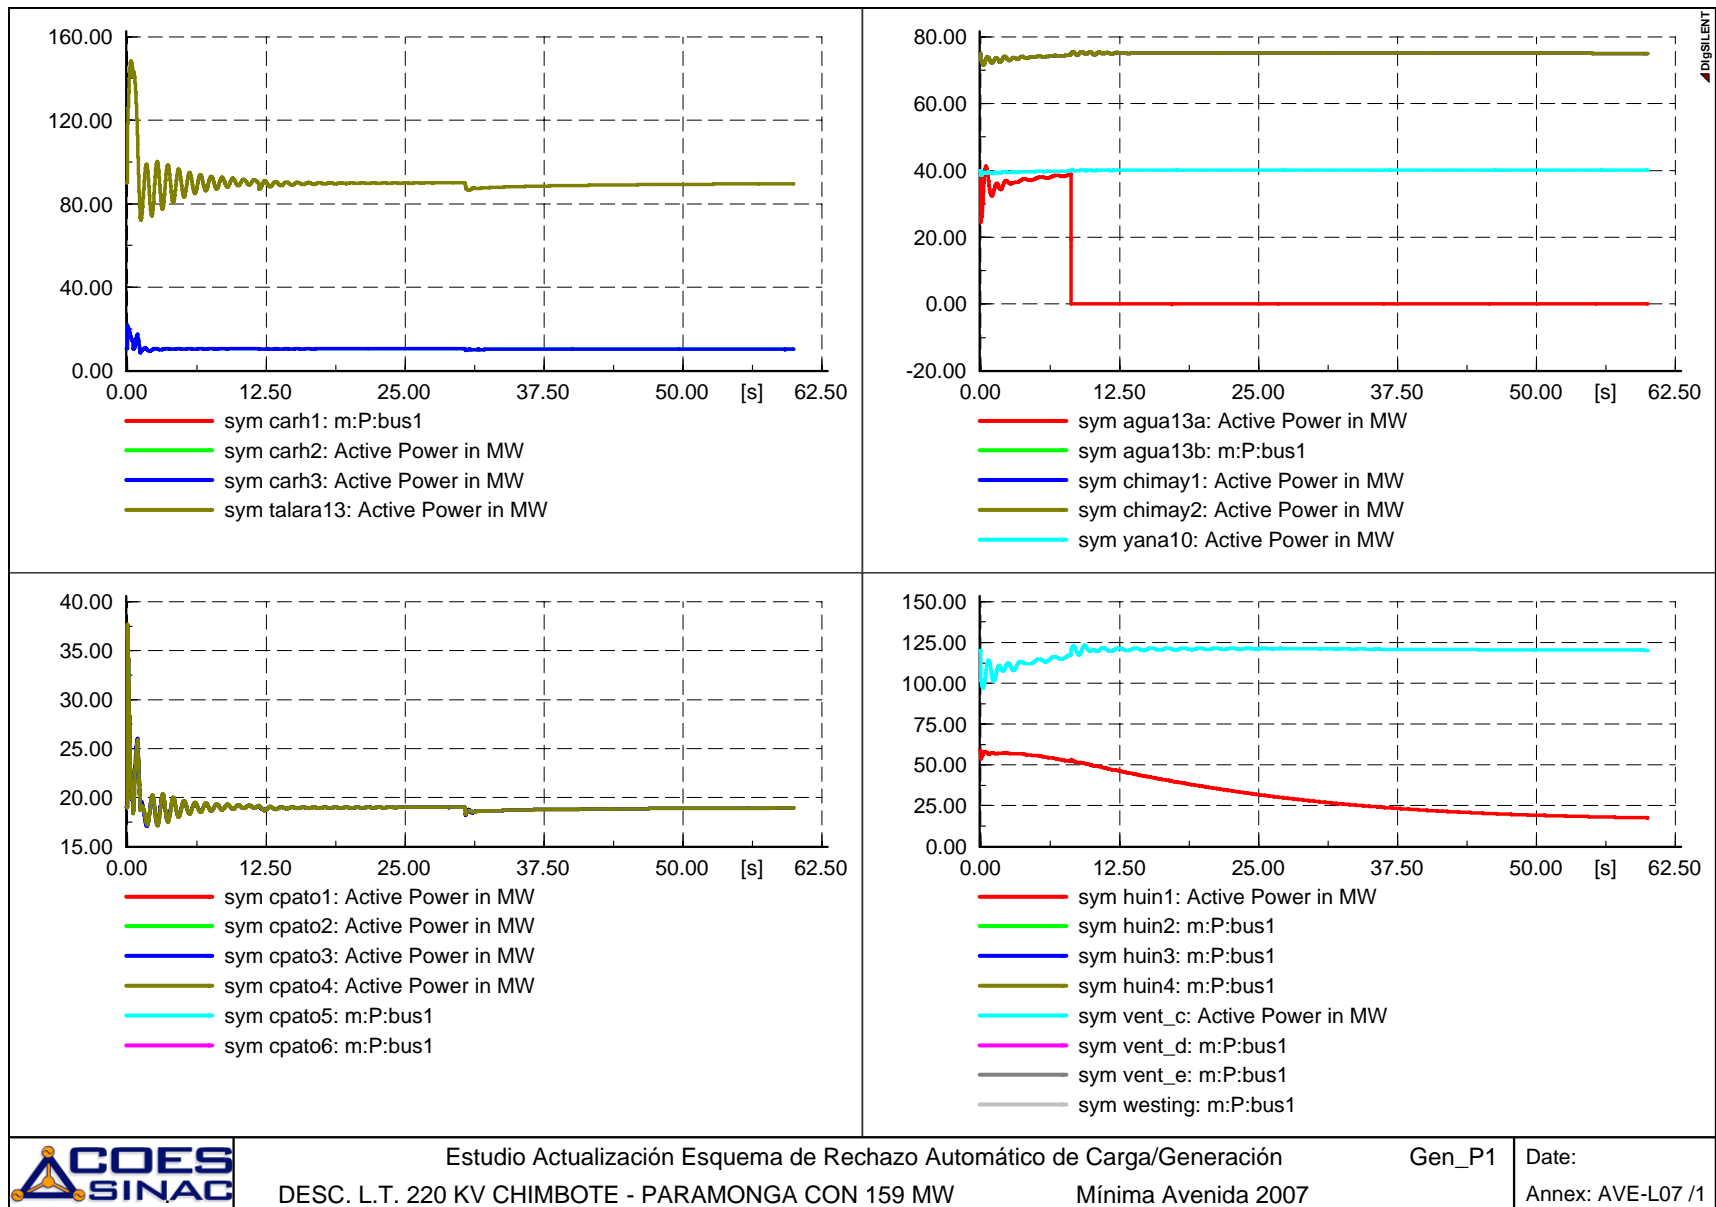 160.00
120.00
80.00
40.00
0.00
0.00 12.50 25.00 37.50 50.00 [s] 62.50
sym carh1: m:P:bus1
sym carh2: Active Power in MW
sym carh3: Active Power in MW
sym talara13: Active Power in MW
80.00
60.00
40.00
20.00
0.00
-20.00
0.00 12.50 25.00 37.50 50.00 [s] 62.50
sym agua13a: Active Power in MW
sym agua13b: m:P:bus1
sym chimay1: Active Power in MW
sym chimay2: Active Power in MW
sym yana10: Active Power in MW
DIgSILENT
40.00
35.00
30.00
25.00
20.00
15.00
0.00 12.50 25.00 37.50 50.00 [s] 62.50
sym cpato1: Active Power in MW
sym cpato2: Active Power in MW
sym cpato3: Active Power in MW
sym cpato4: Active Power in MW
sym cpato5: m:P:bus1
sym cpato6: m:P:bus1
150.00
125.00
100.00
75.00
50.00
25.00
0.00
0.00 12.50 25.00 37.50 50.00 [s] 62.50
sym huin1: Active Power in MW
sym huin2: m:P:bus1
sym huin3: m:P:bus1
sym huin4: m:P:bus1
sym vent_c: Active Power in MW
sym vent_d: m:P:bus1
sym vent_e: m:P:bus1
sym westing: m:P:bus1
COES
SINAC
Estudio Actualización Esquema de Rechazo Automático de Carga/Generación Gen_P1
DESC. L.T. 220 KV CHIMBOTE - PARAMONGA CON 159 MW Mínima Avenida 2007
Date:
Annex: AVE-L07 /1